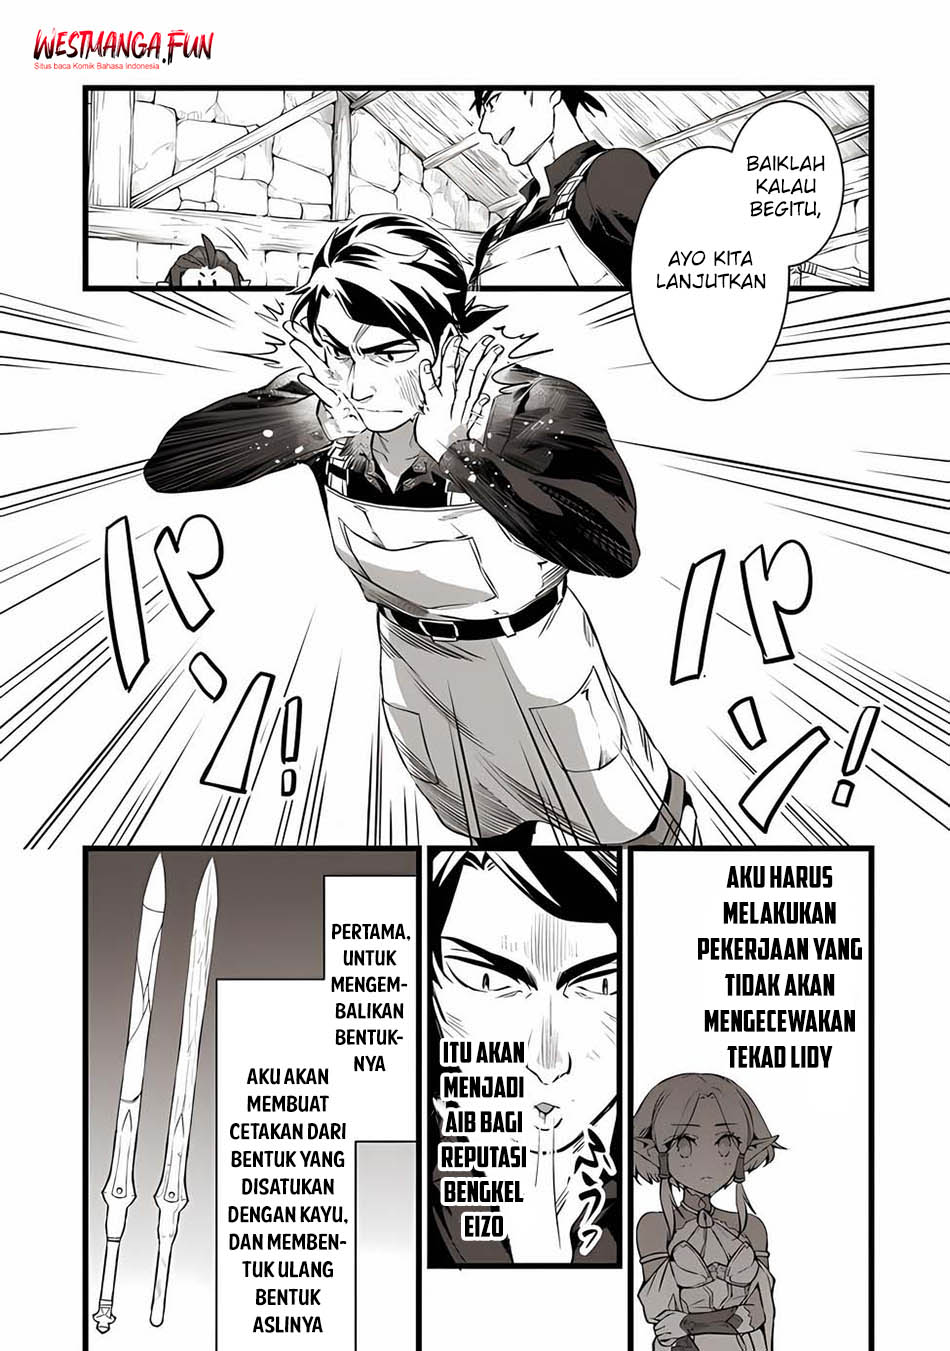 WESTMANGA.FUN
Situs baca Komik Bahasa Indonesia
BAIKLAH
KALAU
BEGITU,
AYO KITA
LANJUTKAN
パン!
パン!
AKU HARUS
MELAKUKAN
PEKERJAAN YANG
TIDAK AKAN
MENGECEWAKAN
TEKAD LIDY
ITU AKAN
MENJADI
AIB BAGI
REPUTASI
BENGKEL
EIZO
ふうっ
PERTAMA,
UNTUK
MENGEM-
BALIKAN
BENTUK-
NYA
AKU AKAN
MEMBUAT
CETAKAN DARI
BENTUK YANG
DISATUKAN
DENGAN KAYU,
DAN MEMBEN-
TUK ULANG
BENTUK
ASLINYA